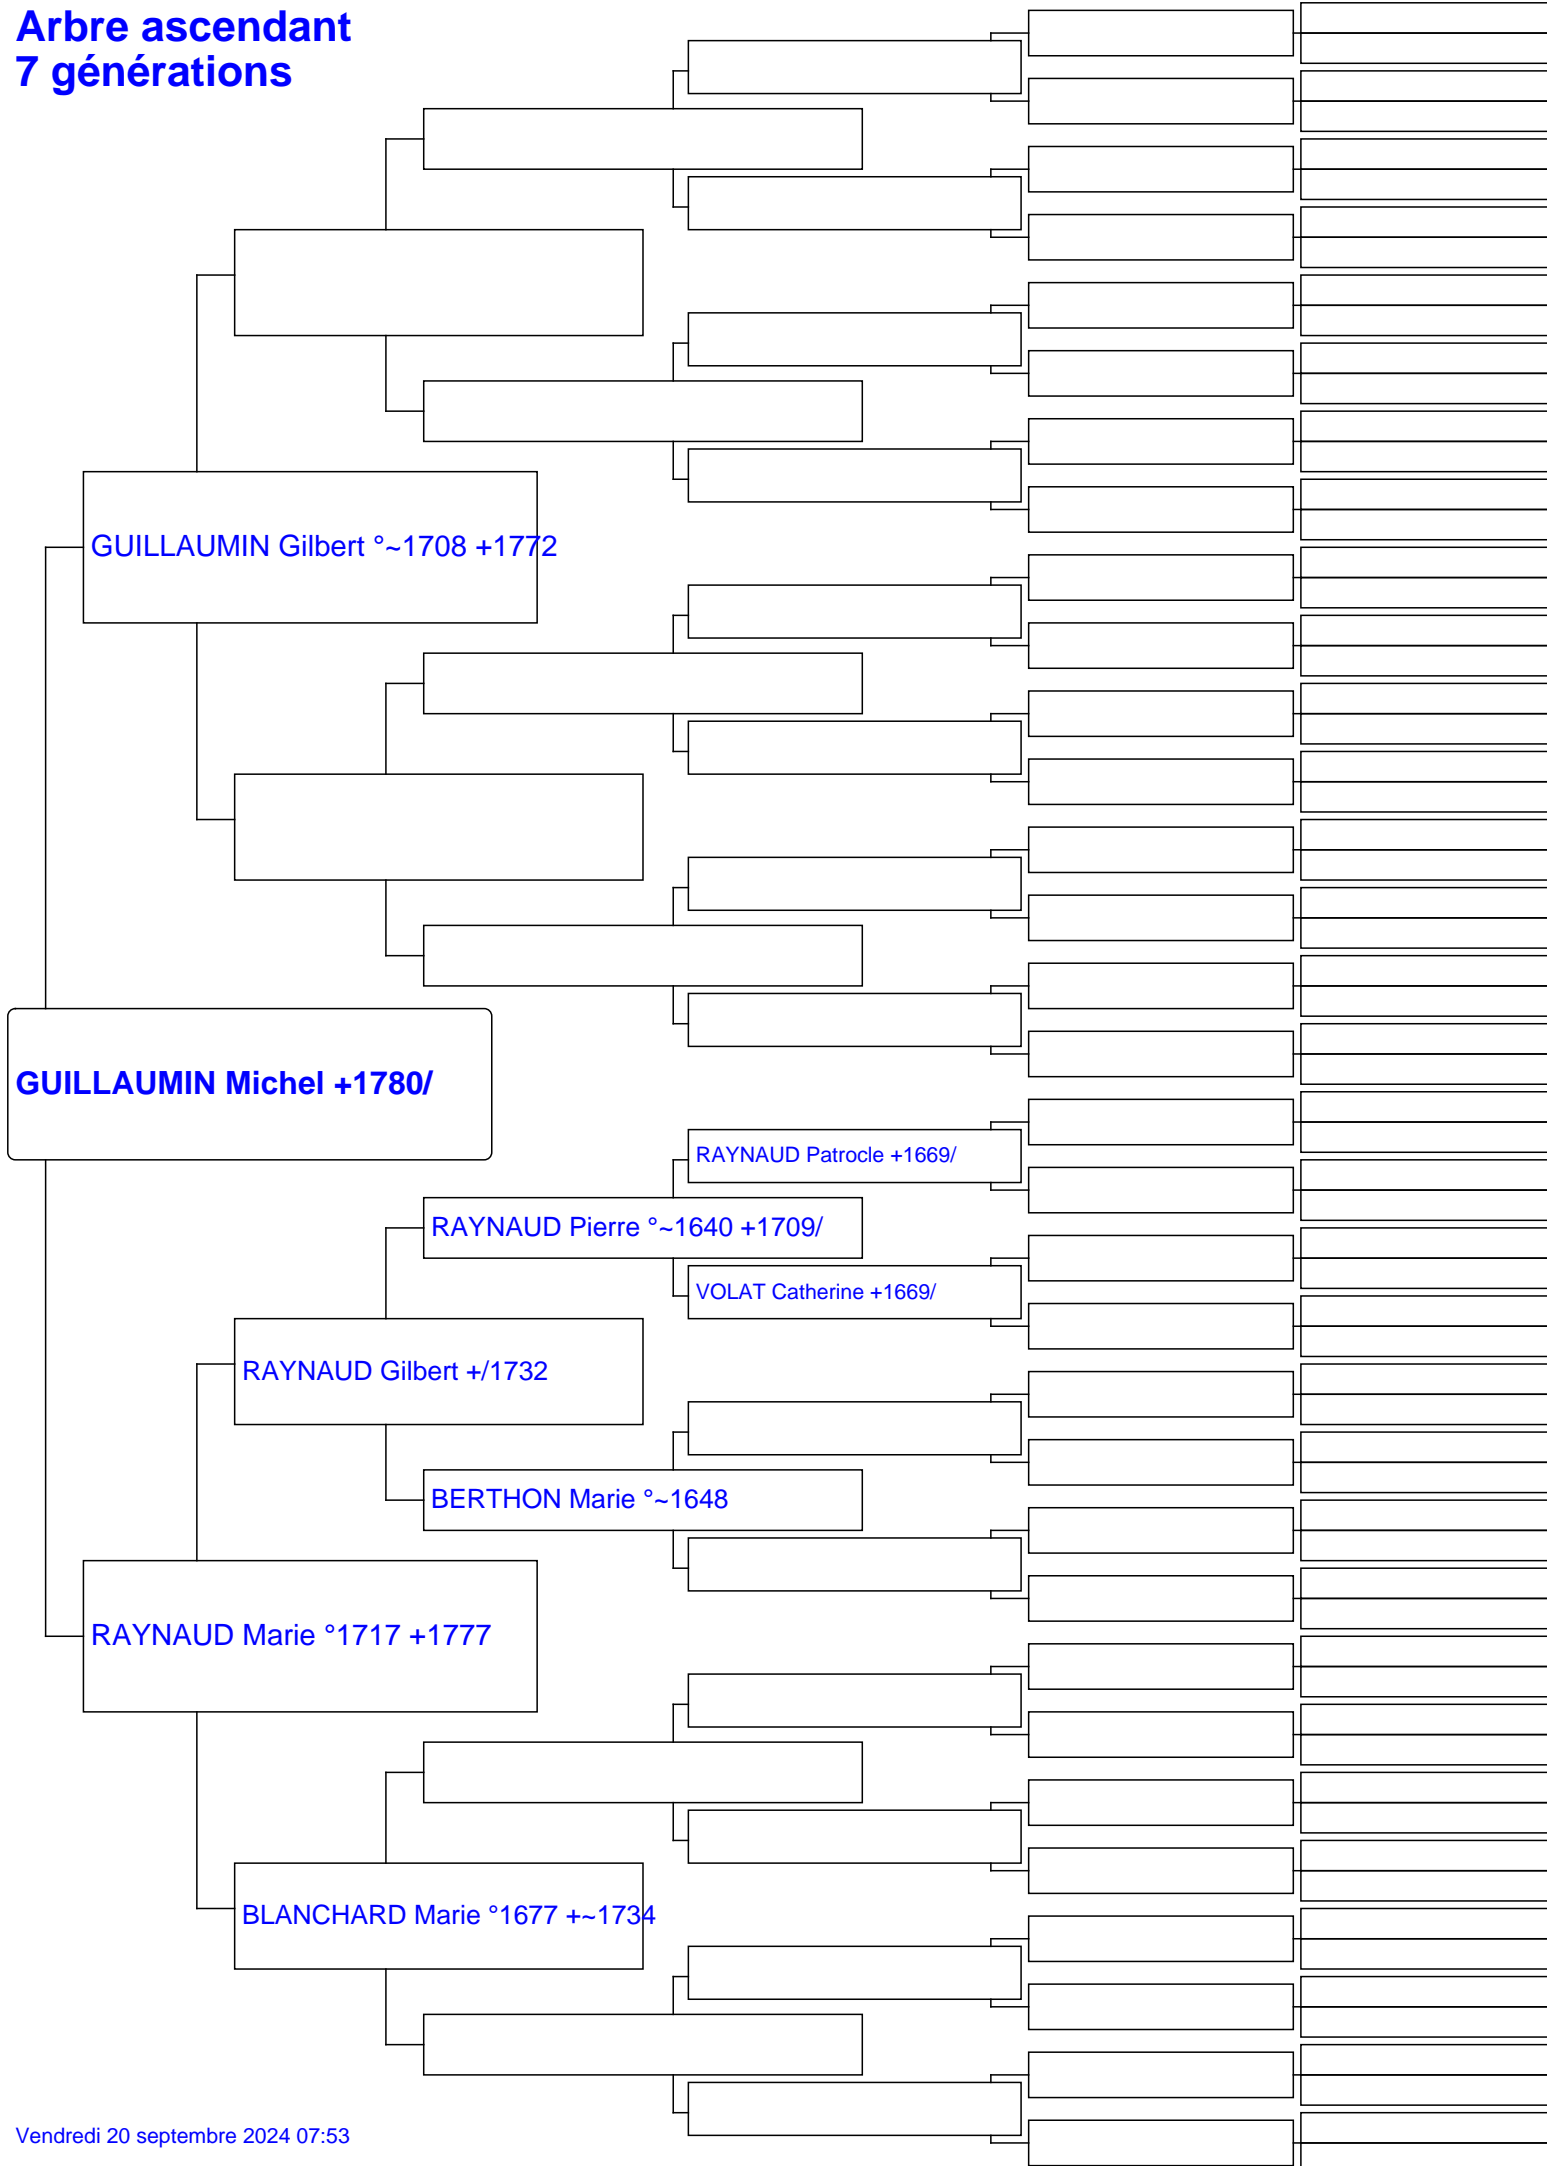 Arbre ascendant
7 générations
GUILLAUMIN Gilbert °~1708 +1772
GUILLAUMIN Michel +1780/
RAYNAUD Patrocle +1669/
RAYNAUD Pierre °~1640 +1709/
VOLAT Catherine +1669/
RAYNAUD Gilbert +/1732
BERTHON Marie °~1648
RAYNAUD Marie °1717 +1777
BLANCHARD Marie °1677 +~1734
Vendredi 20 septembre 2024 07:53